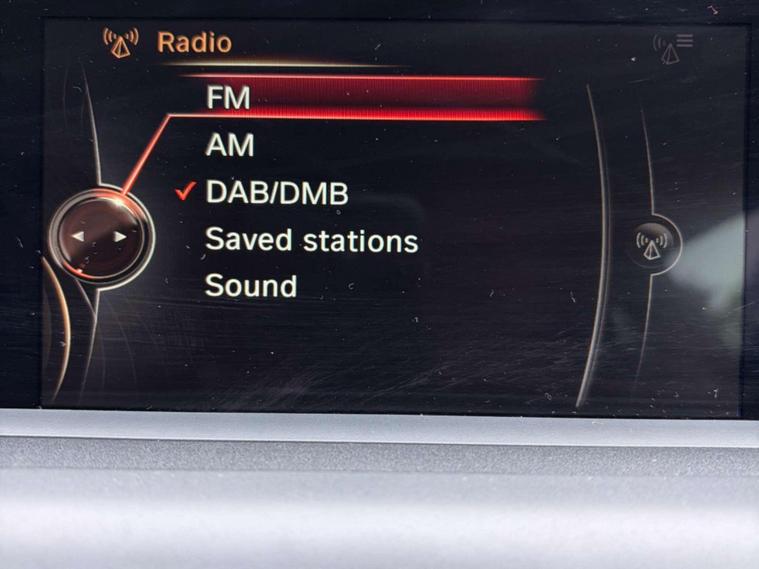 Radio
FM
AM
DAB/DMB
Saved stations
Sound